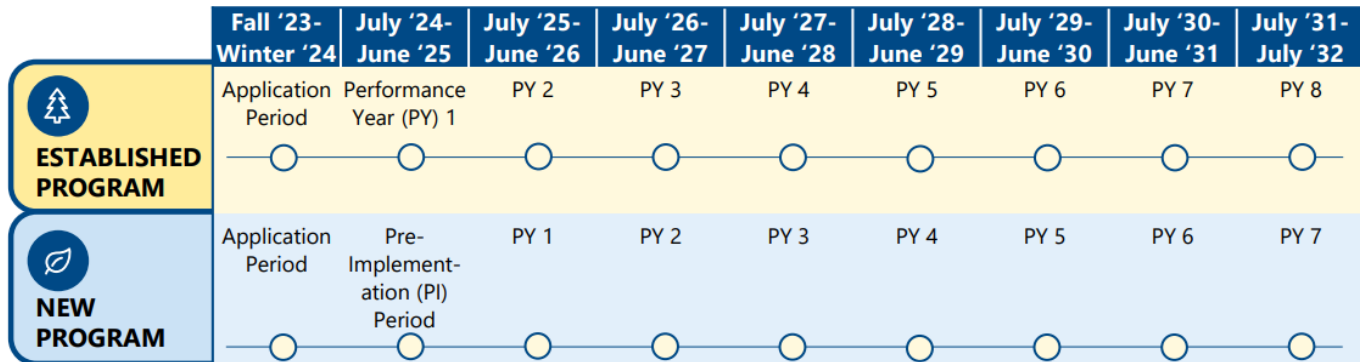 Fall ‘23- Winter ‘24
July ‘24- June ‘25
July ‘25- June ‘26
July ‘26- June ‘27
July ‘27- June ‘28
July ‘28- June ‘29
July ‘29- June ‘30
July ‘30- June ‘31
July ‘31- July ‘32
ESTABLISHED
PROGRAM
Application
Period
Performance
Year (PY) 1
PY 2
PY 3
PY 4
PY 5
PY 6
PY 7
PY 8
NEW
PROGRAM
Application
Period
Pre-
Implement-
ation (PI)
Period
PY 1
PY 2
PY 3
PY 4
PY 5
PY 6
PY 7